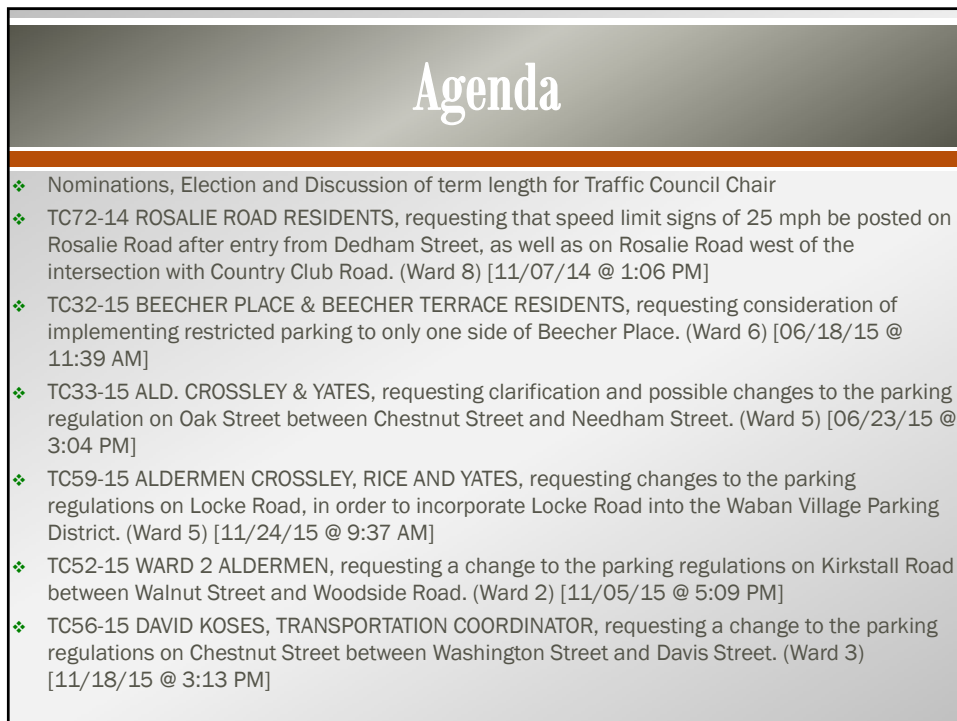 Agenda
❖ Nominations, Election and Discussion of term length for Traffic Council Chair
❖ TC72-14 ROSALIE ROAD RESIDENTS, requesting that speed limit signs of 25 mph be posted on
Rosalie Road after entry from Dedham Street, as well as on Rosalie Road west of the
intersection with Country Club Road. (Ward 8) [11/07/14 @ 1:06 PM]
❖ TC32-15 BEECHER PLACE & BEECHER TERRACE RESIDENTS, requesting consideration of
implementing restricted parking to only one side of Beecher Place. (Ward 6) [06/18/15 @
11:39 AM]
❖ TC33-15 ALD. CROSSLEY & YATES, requesting clarification and possible changes to the parking
regulation on Oak Street between Chestnut Street and Needham Street. (Ward 5) [06/23/15 @
3:04 PM]
❖ TC59-15 ALDERMEN CROSSLEY, RICE AND YATES, requesting changes to the parking
regulations on Locke Road, in order to incorporate Locke Road into the Waban Village Parking
District. (Ward 5) [11/24/15 @ 9:37 AM]
❖ TC52-15 WARD 2 ALDERMEN, requesting a change to the parking regulations on Kirkstall Road
between Walnut Street and Woodside Road. (Ward 2) [11/05/15 @ 5:09 PM]
❖ TC56-15 DAVID KOSES, TRANSPORTATION COORDINATOR, requesting a change to the parking
regulations on Chestnut Street between Washington Street and Davis Street. (Ward 3)
[11/18/15 @ 3:13 PM]